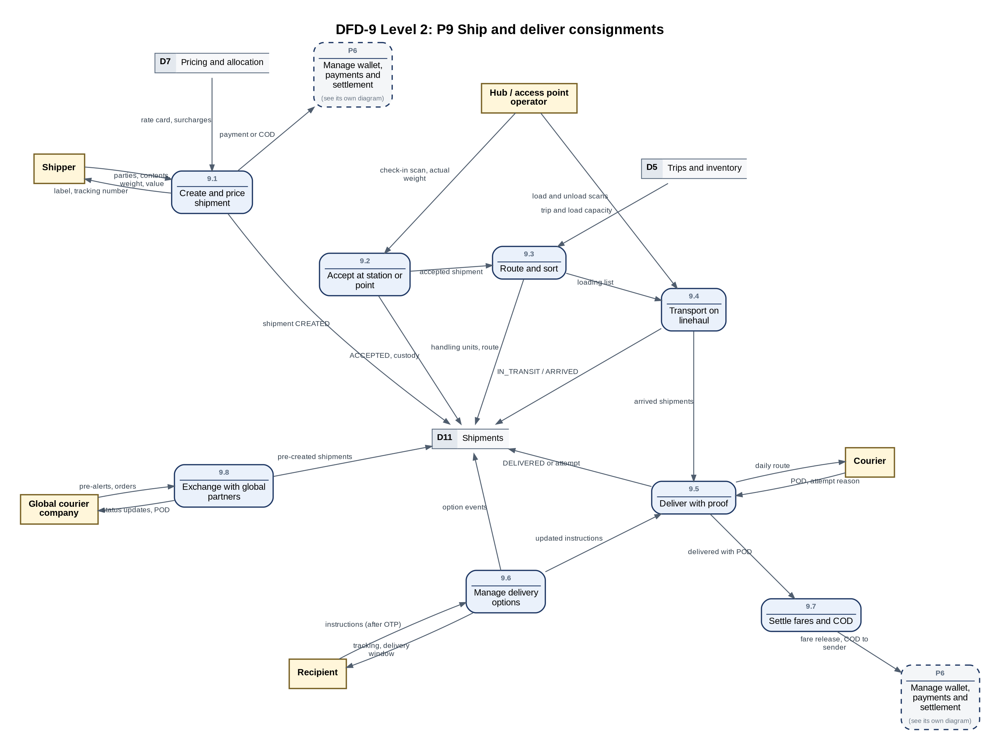 DFD-9 Level 2: P9 Ship and deliver consignments
P6
Manage wallet,
payments and
settlement
(see its own diagram)
D7 Pricing and allocation
Hub / access point
operator
rate card, surcharges
payment or COD
Shipper
parties, contents,
weight, value
label, tracking number
9.1
Create and price
shipment
check-in scan, actual
weight
D5 Trips and inventory
load and unload scans
trip and load capacity
9.2
Accept at station or
point
accepted shipment
9.3
Route and sort
loading list
9.4
Transport on
linehaul
shipment CREATED
ACCEPTED, custody
handling units, route
IN_TRANSIT / ARRIVED
arrived shipments
D11 Shipments
pre-created shipments
DELIVERED or attempt
Courier
daily route
POD, attempt reason
9.8
Exchange with global
partners
pre-alerts, orders
Global courier
company
status updates, POD
9.5
Deliver with proof
option events
updated instructions
delivered with POD
9.6
Manage delivery
options
9.7
Settle fares and COD
instructions (after OTP)
tracking, delivery
window
fare release, COD to
sender
Recipient
P6
Manage wallet,
payments and
settlement
(see its own diagram)